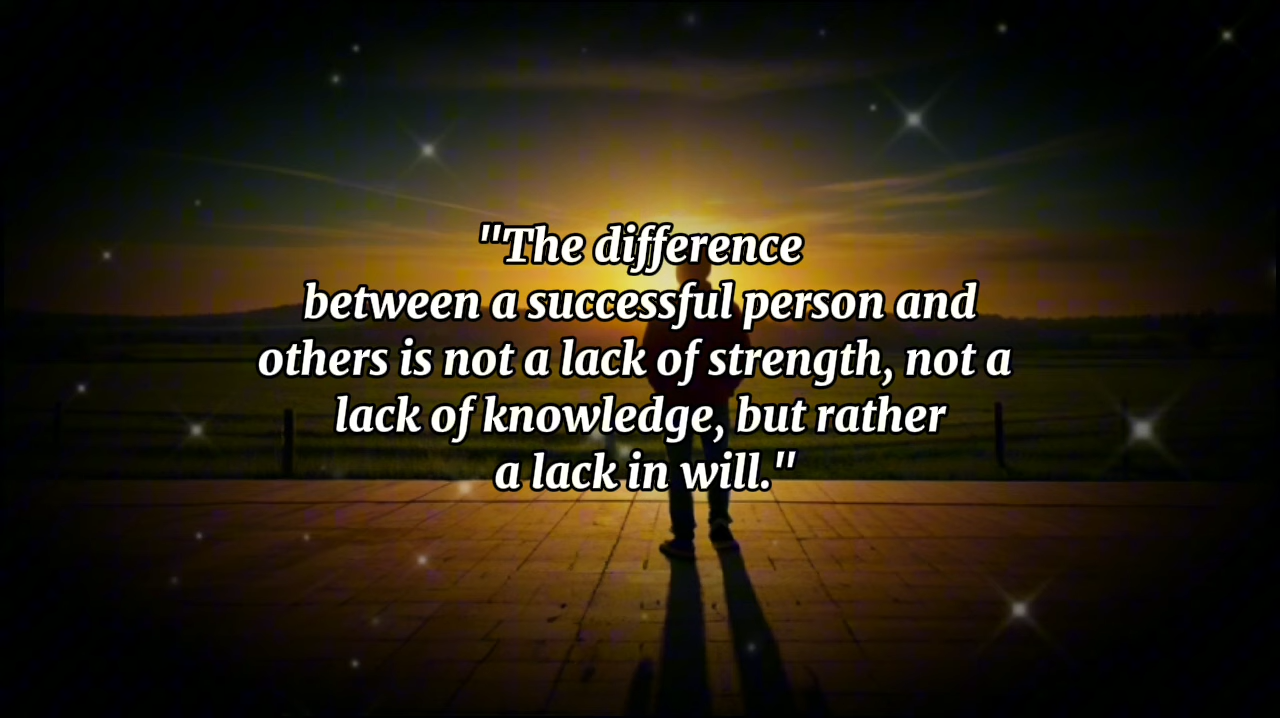 "The difference
between a successful person and
others is not a lack of strength, not a
lack of knowledge, but rather
a lack in will."